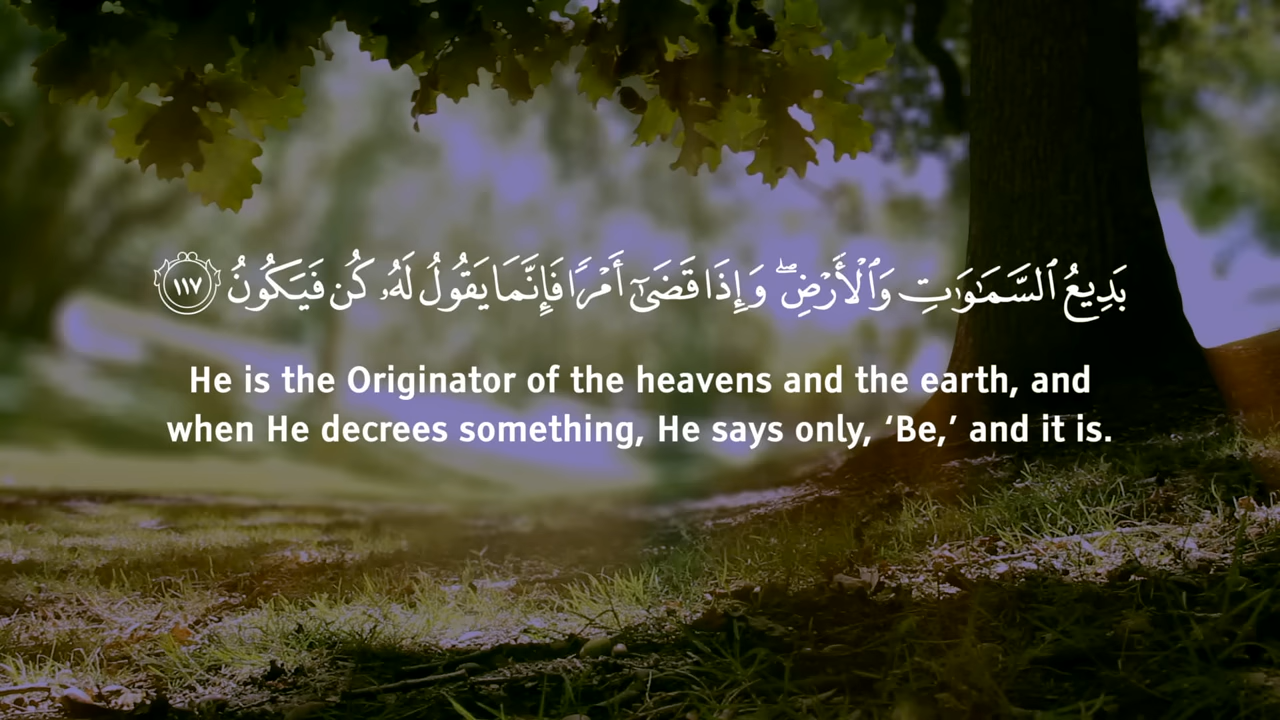 بَدِيعُ ٱلسَّمَـٰوَٰتِ وَٱلْأَرْضِ ۖ وَإِذَا قَضَىٰٓ أَمْرًا فَإِنَّمَا يَقُولُ لَهُۥ كُن فَيَكُونُ ١١٧
He is the Originator of the heavens and the earth, and
when He decrees something, He says only, ‘Be,’ and it is.